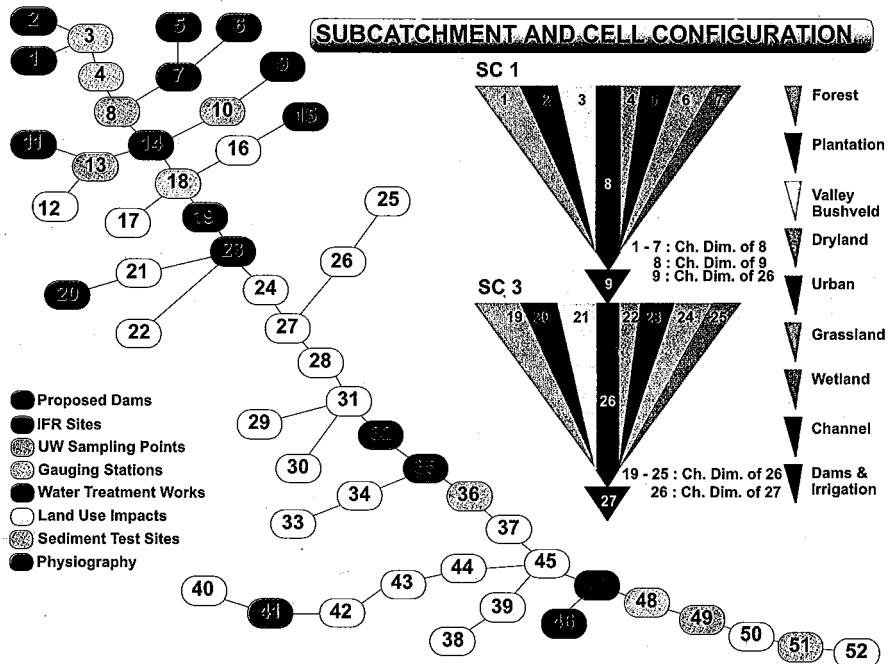 SUBCATCHMENT AND CELL CONFIGURATION
2
1
3
4
5
6
7
8
9
10
11
12
13
14
15
16
17
18
19
20
21
22
23
24
25
26
27
28
29
30
31
33
34
35
36
37
38
39
40
41
42
43
44
45
46
48
49
50
51
52
SC 1
1 2 3 8 4 5 6 7
1 - 7 : Ch. Dim. of 8
8 : Ch. Dim. of 9
9 : Ch. Dim. of 26
9
SC 3
19 20 21 26 22 23 24 25
19 - 25 : Ch. Dim. of 26
26 : Ch. Dim. of 27
27
Forest
Plantation
Valley
Bushveld
Dryland
Urban
Grassland
Wetland
Channel
Dams &
Irrigation
Proposed Dams
IFR Sites
UW Sampling Points
Gauging Stations
Water Treatment Works
Land Use Impacts
Sediment Test Sites
Physiography